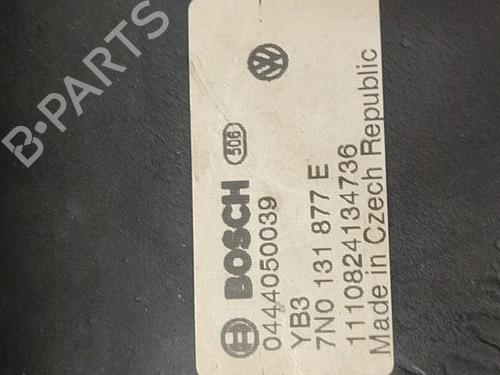 BOSCH 506
0444050039
YB3
7N0 131 877 E
1110824134736
Made in Czech Republic
B-PARTS